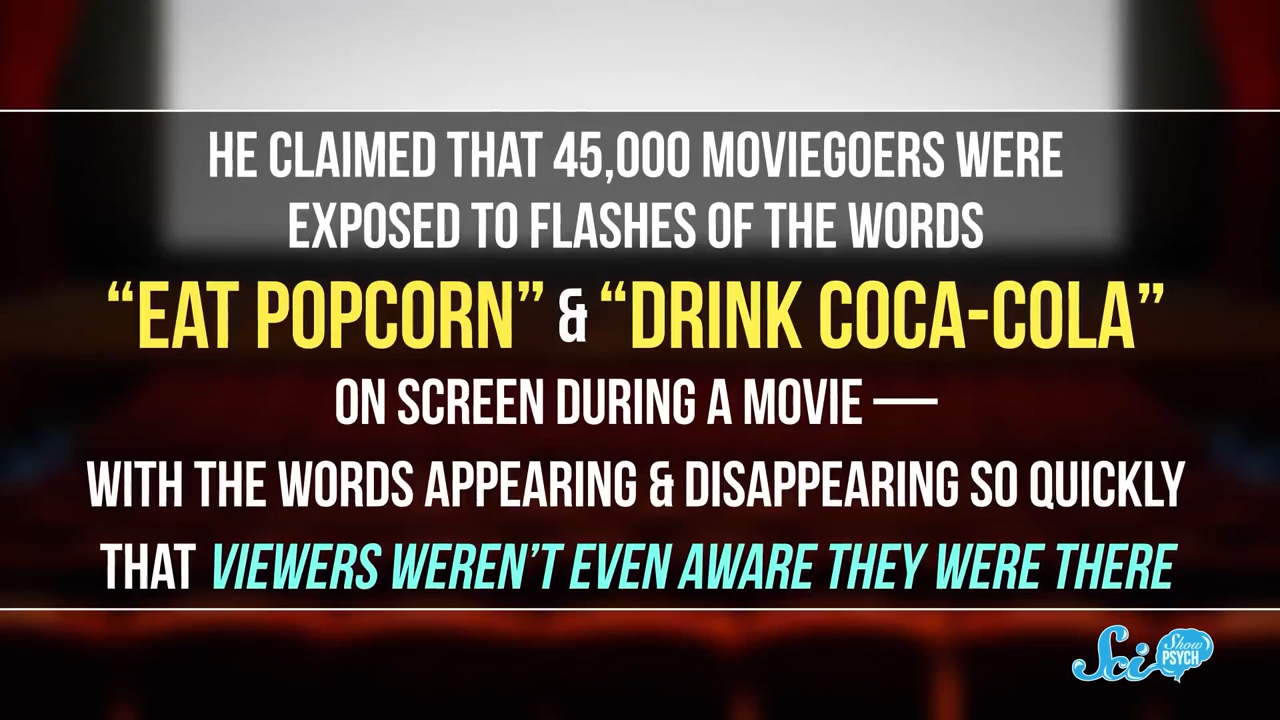 HE CLAIMED THAT 45,000 MOVIEGOERS WERE
EXPOSED TO FLASHES OF THE WORDS
“EAT POPCORN” & “DRINK COCA-COLA”
ON SCREEN DURING A MOVIE —
WITH THE WORDS APPEARING & DISAPPEARING SO QUICKLY
THAT VIEWERS WEREN’T EVEN AWARE THEY WERE THERE
Sci Show
PSYCH